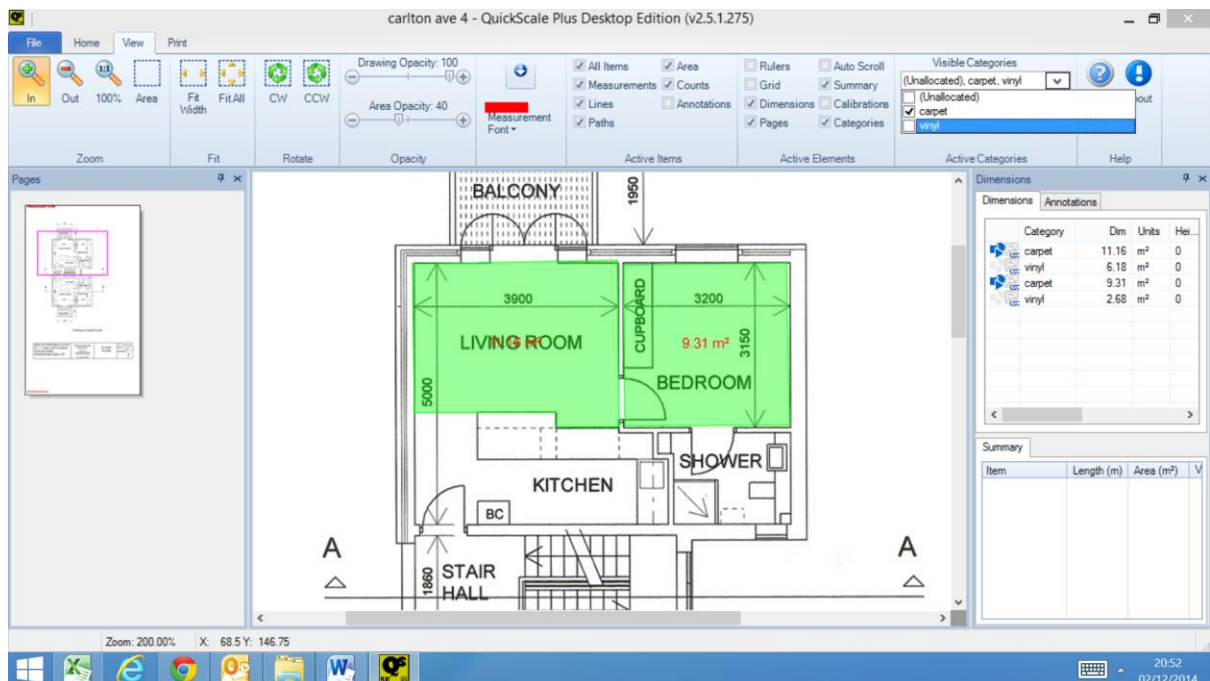 carlton ave 4 - QuickScale Plus Desktop Edition (v2.5.1.275)
File Home View Print
In Out 100% Area
Fit Width
Fit All
CW CCW
Drawing Opacity: 100
Area Opacity: 40
Measurement Font
All Items
Measurements
Lines
Paths
Area
Counts
Annotations
Rulers
Grid
Dimensions
Pages
Auto Scroll
Summary
Calibrations
Categories
Visible Categories
(Unallocated), carpet, vinyl
(Unallocated)
carpet
vinyl
Zoom Fit Rotate Opacity Active Items Active Elements Active Categories Help
Pages
BALCONY
1950
3900
LIVING ROOM
5000
CUPBOARD
3200
9.31 m²
3150
BEDROOM
SHOWER
KITCHEN
BC
A A
1860
STAIR
HALL
Dimensions
Dimensions Annotations
Category Dim Units Hei...
carpet 11.16 m² 0
vinyl 6.18 m² 0
carpet 9.31 m² 0
vinyl 2.68 m² 0
Summary
Item Length (m) Area (m²) V
Zoom: 200.00% X: 68.5 Y: 146.75
20:52
02/12/2014